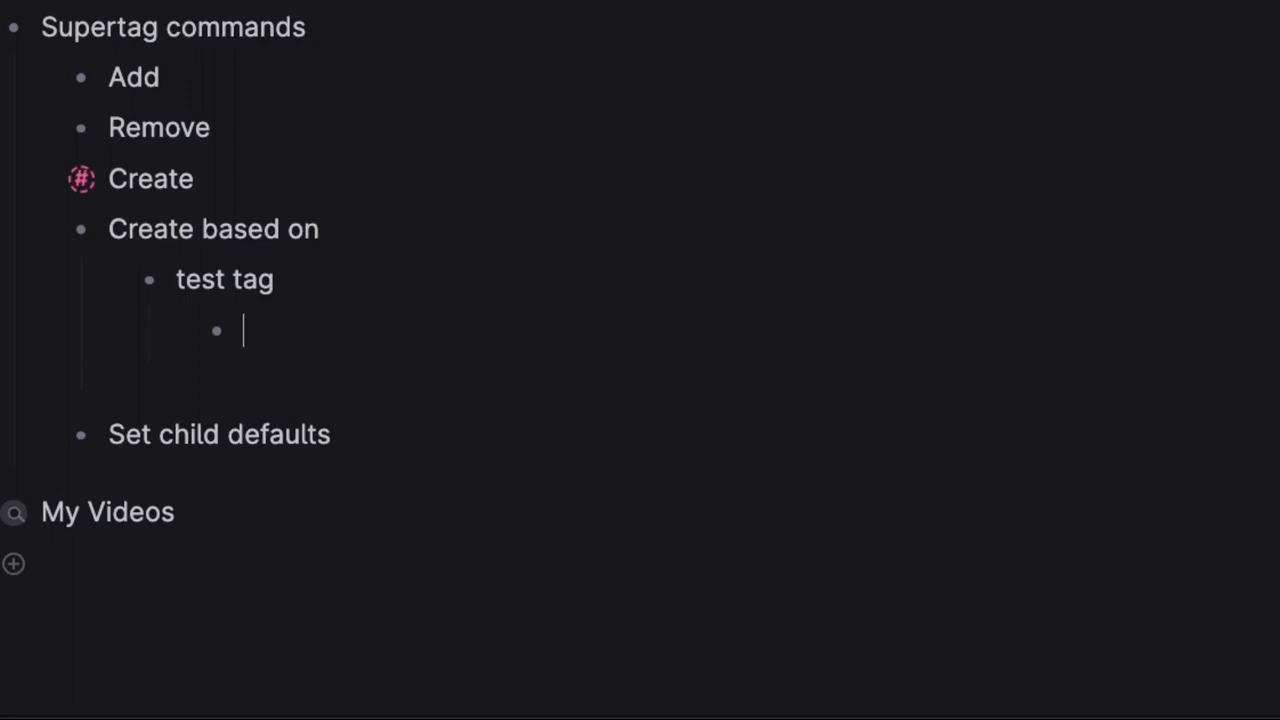 Supertag commands
Add
Remove
# Create
Create based on
test tag
Set child defaults
My Videos